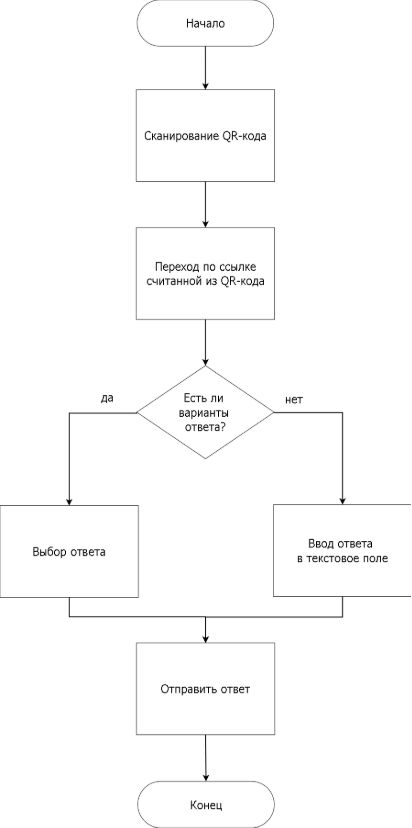 Начало
Сканирование QR-кода
Переход по ссылке
считанной из QR-кода
Есть ли
варианты
ответа?
да
нет
Выбор ответа
Ввод ответа
в текстовое поле
Отправить ответ
Конец